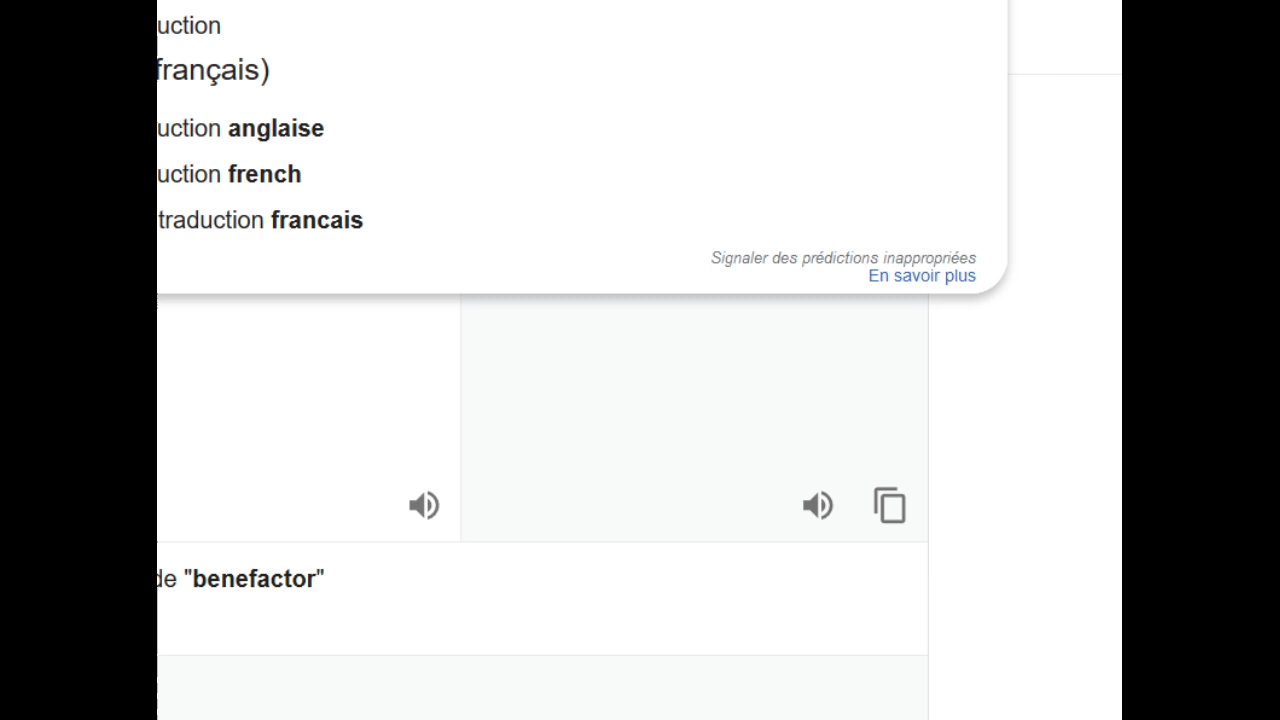 uction
français)
uction anglaise
uction french
traduction francais
Signaler des prédictions inappropriées
En savoir plus
de "benefactor"